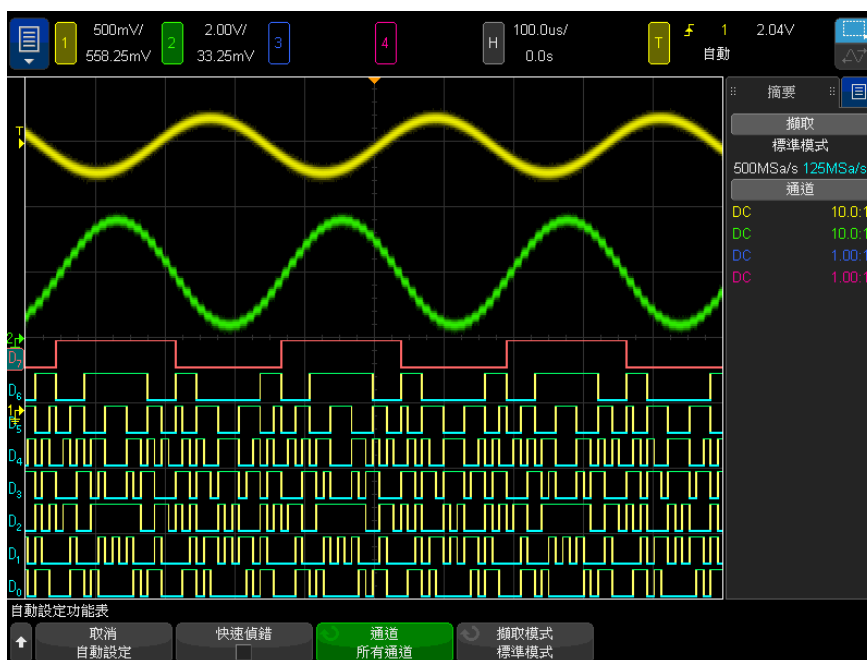 1 500mV/ 2 2.00V/ 3 4 H 100.0us/ T 1 2.04V
558.25mV 33.25mV 0.0s 自動
摘要
擷取
標準模式
500MSa/s 125MSa/s
通道
DC 10.0:1
DC 10.0:1
DC 1.00:1
DC 1.00:1
T
2
D7
D6
1
D5
D4
D3
D2
D1
D0
自動設定功能表
取消 快速偵錯 通道 擷取模式
自動設定 所有通道 標準模式